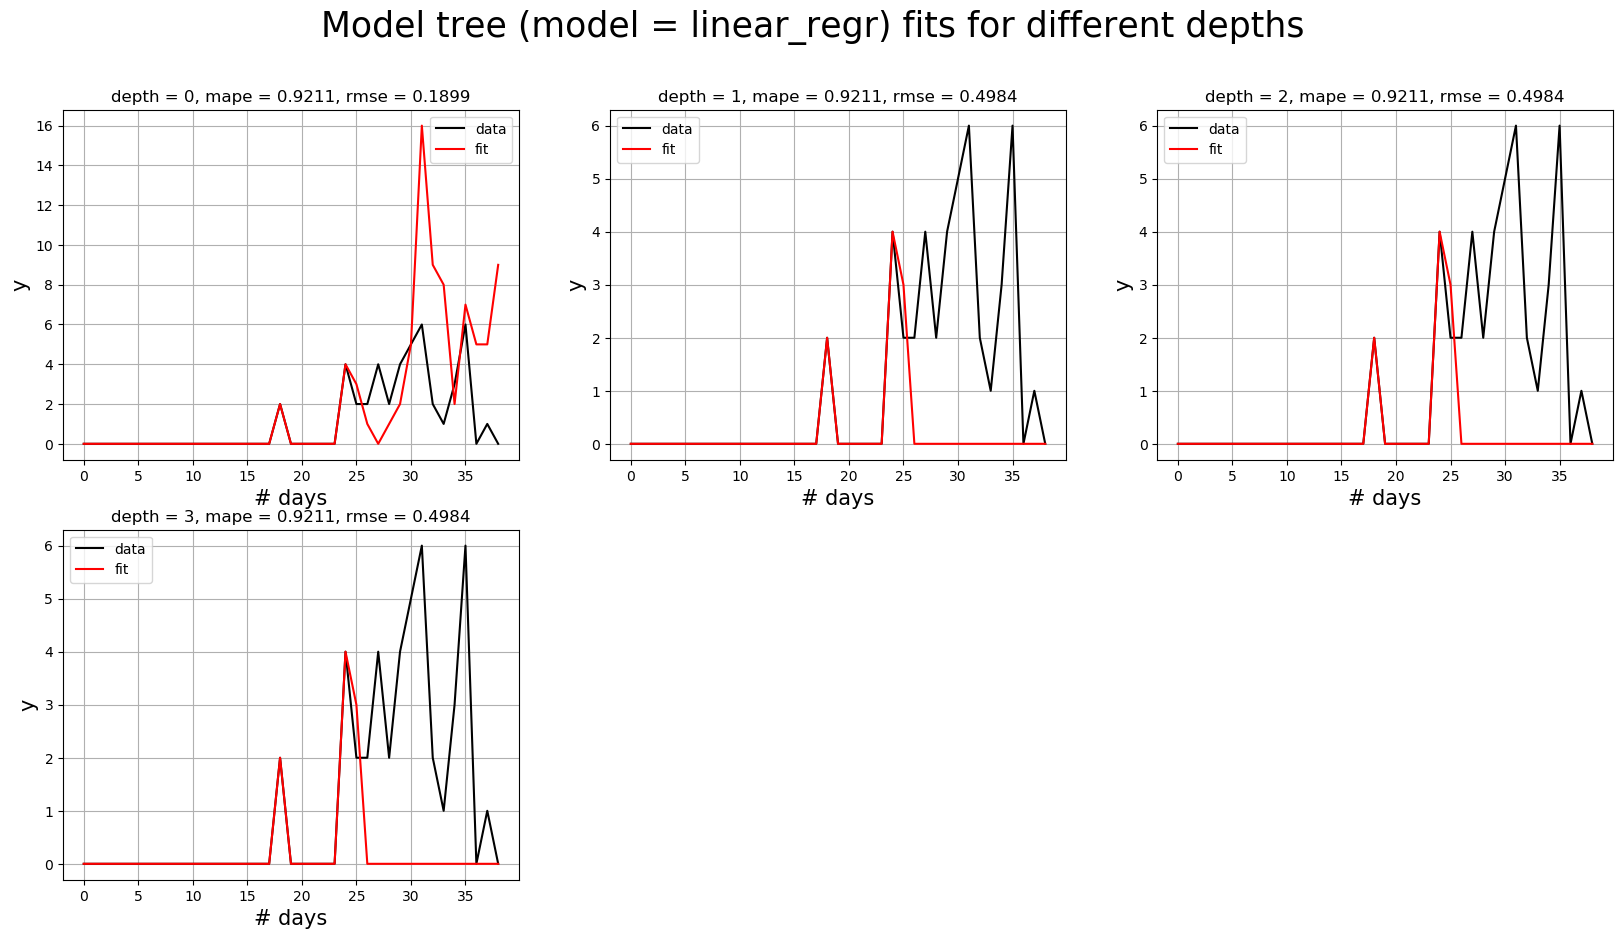 Model tree (model = linear_regr) fits for different depths
depth = 0, mape = 0.9211, rmse = 0.1899
data
fit
16
14
12
10
8
6
4
2
0
y
0 5 10 15 20 25 30 35
# days
depth = 1, mape = 0.9211, rmse = 0.4984
data
fit
6
5
4
3
2
1
0
y
0 5 10 15 20 25 30 35
# days
depth = 2, mape = 0.9211, rmse = 0.4984
data
fit
6
5
4
3
2
1
0
y
0 5 10 15 20 25 30 35
# days
depth = 3, mape = 0.9211, rmse = 0.4984
data
fit
6
5
4
3
2
1
0
y
0 5 10 15 20 25 30 35
# days